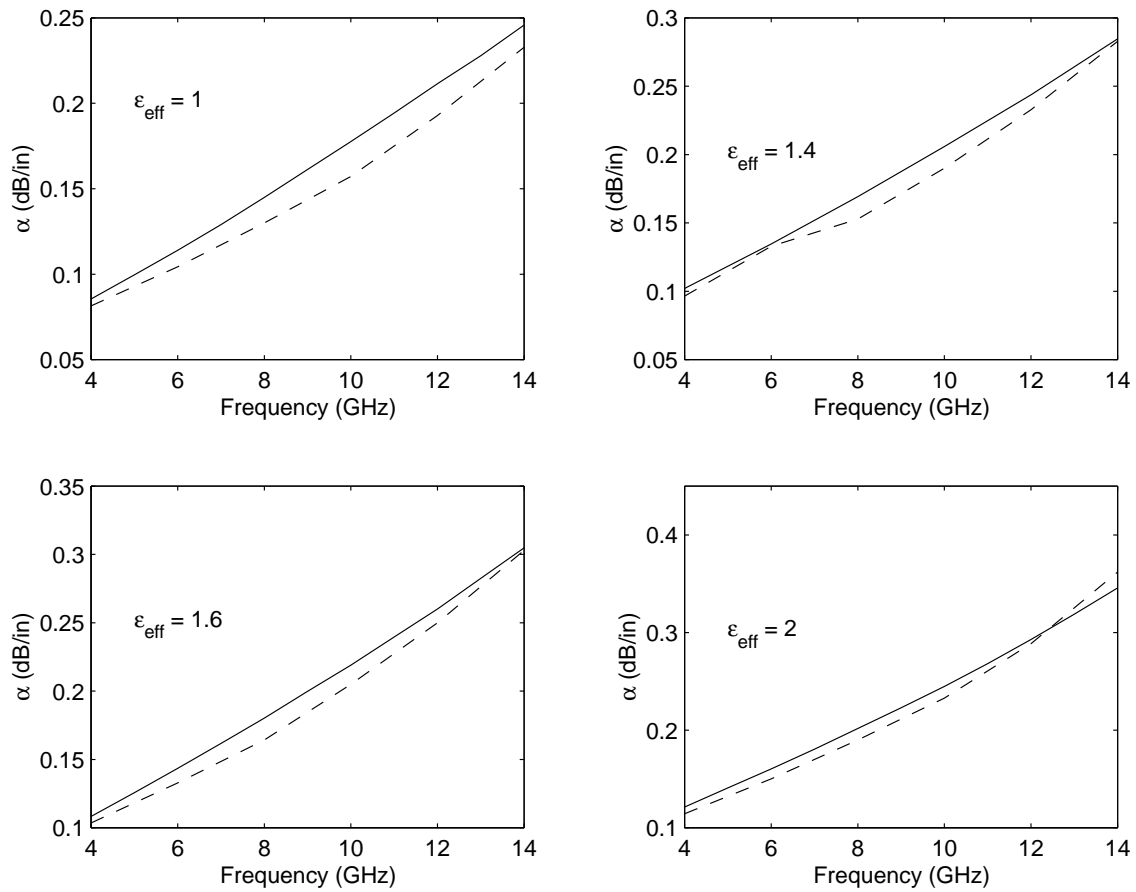 0.25
0.2
0.15
0.1
0.05
α (dB/in)
ε_eff = 1
4 6 8 10 12 14
Frequency (GHz)
0.3
0.25
0.2
0.15
0.1
0.05
α (dB/in)
ε_eff = 1.4
4 6 8 10 12 14
Frequency (GHz)
0.35
0.3
0.25
0.2
0.15
0.1
α (dB/in)
ε_eff = 1.6
4 6 8 10 12 14
Frequency (GHz)
0.4
0.3
0.2
0.1
α (dB/in)
ε_eff = 2
4 6 8 10 12 14
Frequency (GHz)